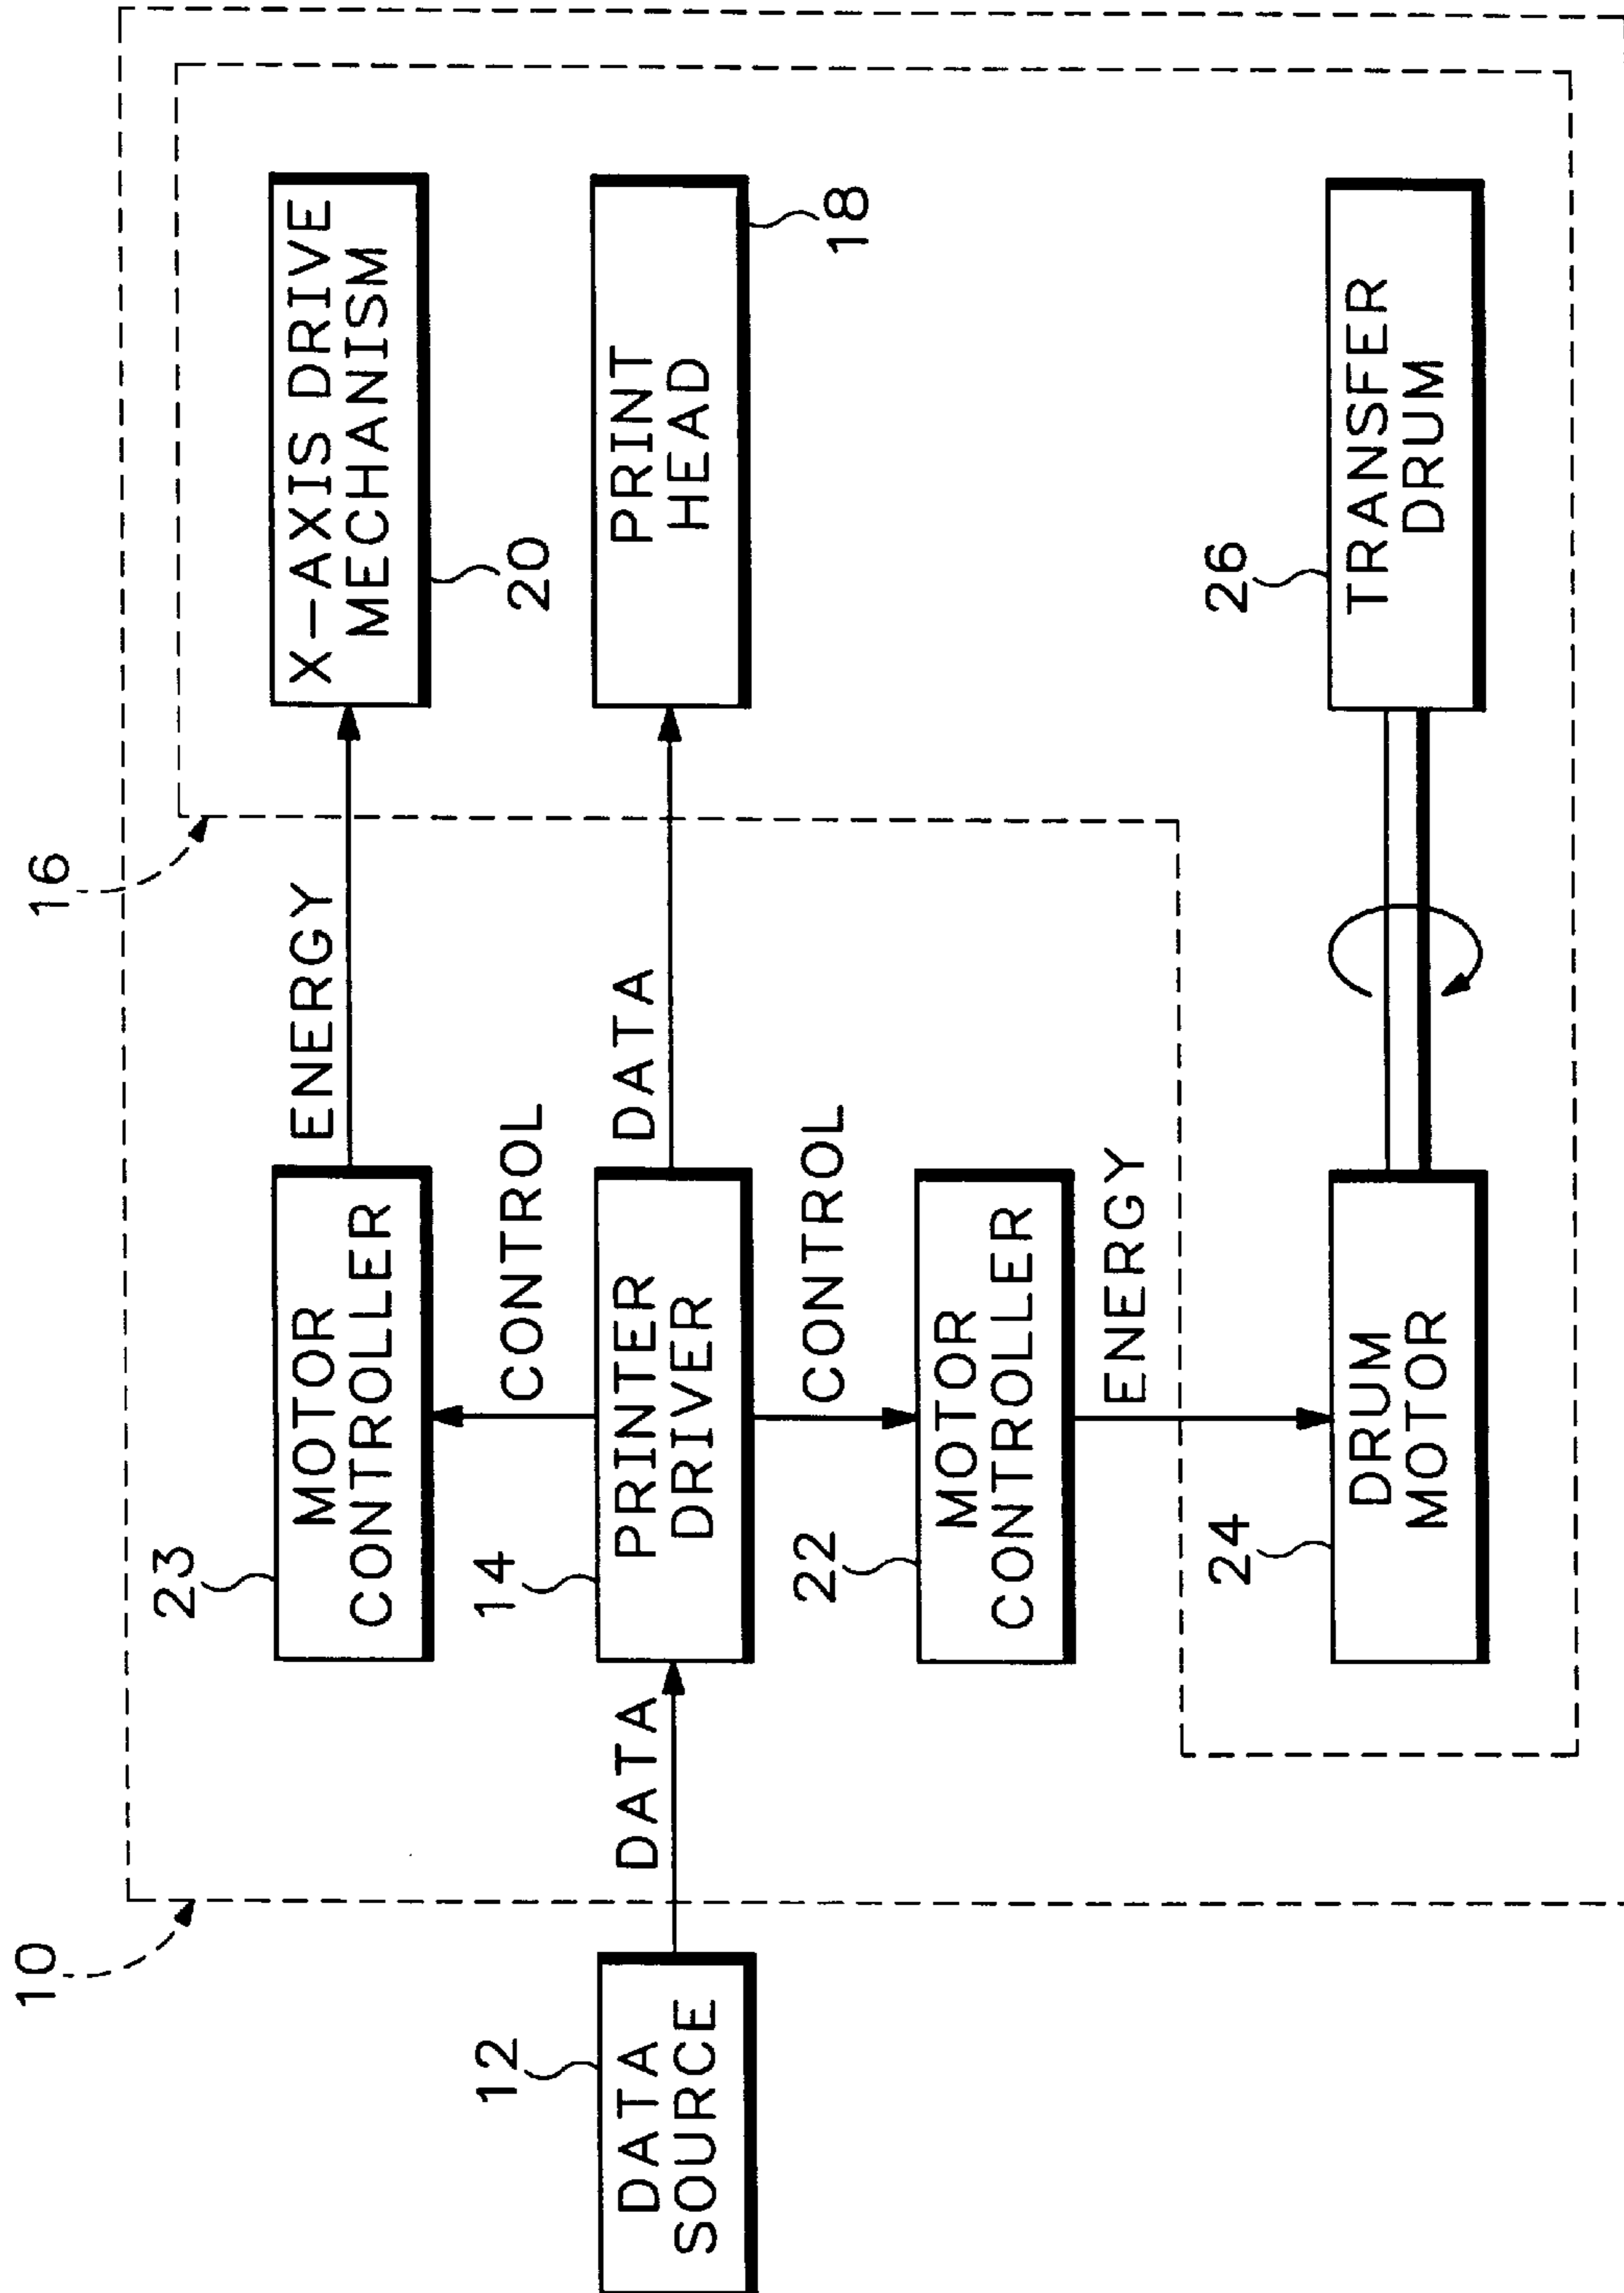 10
16
23
MOTOR
CONTROLLER
ENERGY
X-AXIS DRIVE
MECHANISM
20
CONTROL
12
DATA
SOURCE
DATA
14
PRINTER
DRIVER
DATA
PRINT
HEAD
18
CONTROL
22
MOTOR
CONTROLLER
ENERGY
24
DRUM
MOTOR
26
TRANSFER
DRUM